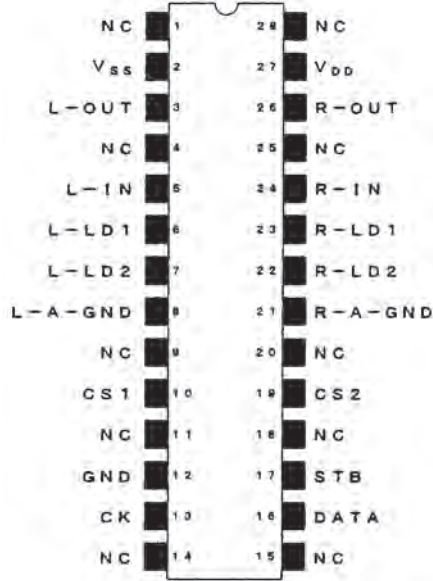 NC 1 28 NC
VSS 2 27 VDD
L-OUT 3 26 R-OUT
NC 4 25 NC
L-IN 5 24 R-IN
L-LD1 6 23 R-LD1
L-LD2 7 22 R-LD2
L-A-GND 8 21 R-A-GND
NC 9 20 NC
CS1 10 19 CS2
NC 11 18 NC
GND 12 17 STB
CK 13 16 DATA
NC 14 15 NC